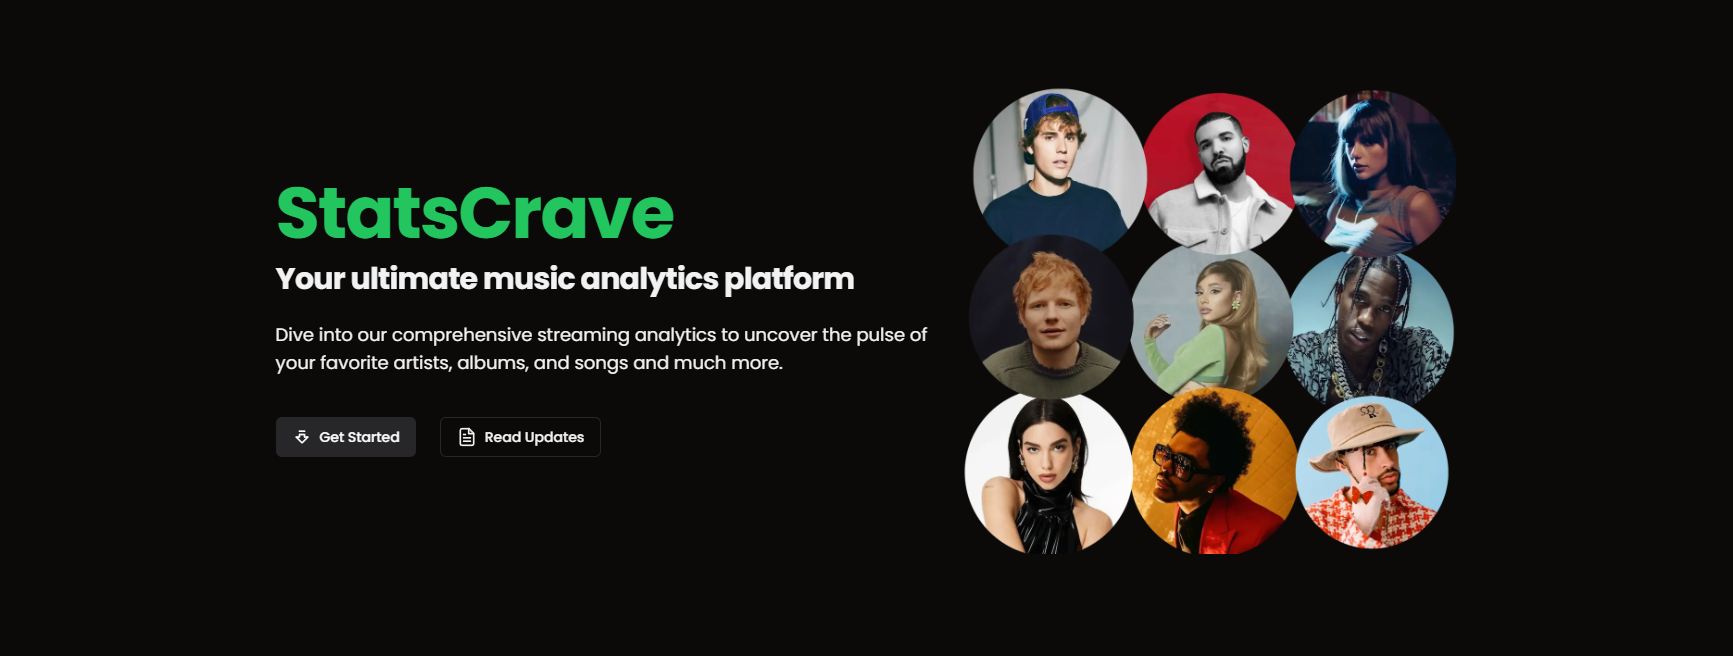 StatsCrave
Your ultimate music analytics platform
Dive into our comprehensive streaming analytics to uncover the pulse of
your favorite artists, albums, and songs and much more.
Get Started
Read Updates